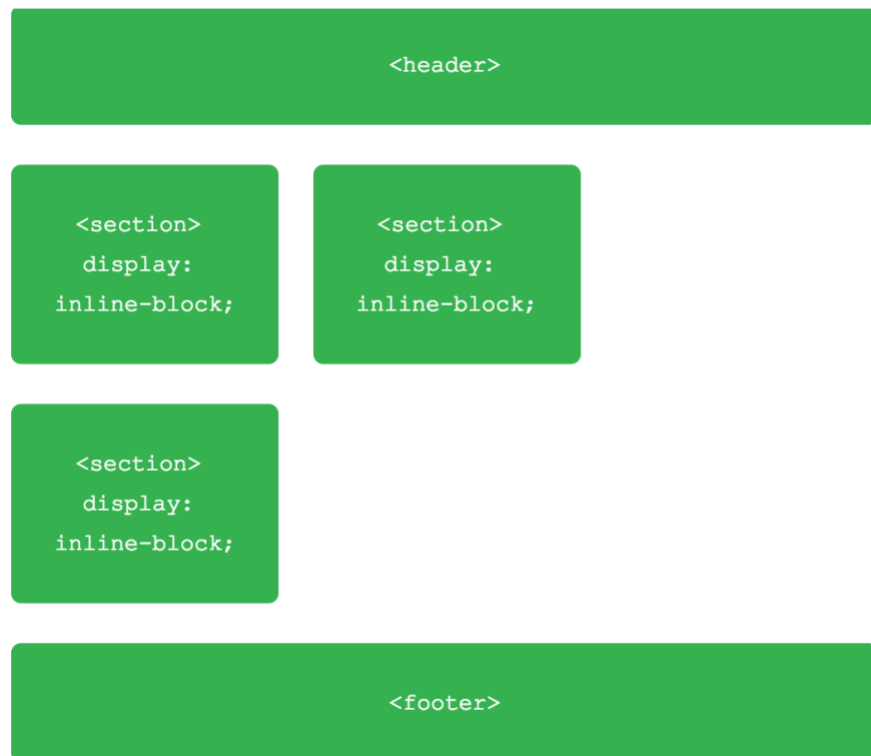 <header>
<section>
display:
inline-block;
<section>
display:
inline-block;
<section>
display:
inline-block;
<footer>